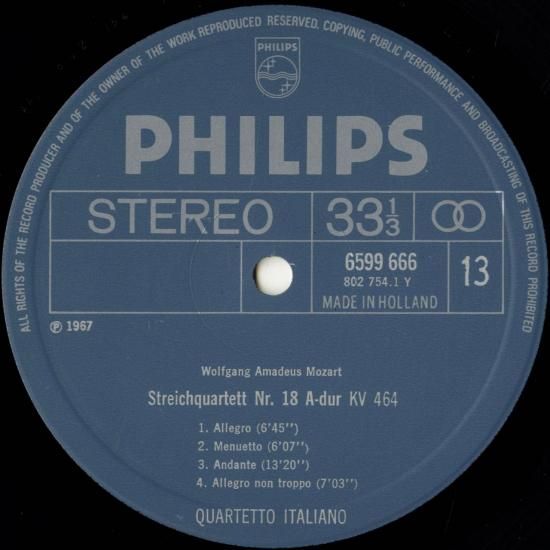 ALL RIGHTS OF THE RECORD PRODUCER AND OF THE OWNER OF THE WORK REPRODUCED RESERVED. COPYING, PUBLIC PERFORMANCE AND BROADCASTING OF THIS RECORD PROHIBITED
PHILIPS
PHILIPS
STEREO
33 1/3
6599 666
802 754.1 Y
MADE IN HOLLAND
13
℗ 1967
Wolfgang Amadeus Mozart
Streichquartett Nr. 18 A-dur KV 464
1. Allegro (6'45'')
2. Menuetto (6'07'')
3. Andante (13'20'')
4. Allegro non troppo (7'03'')
QUARTETTO ITALIANO